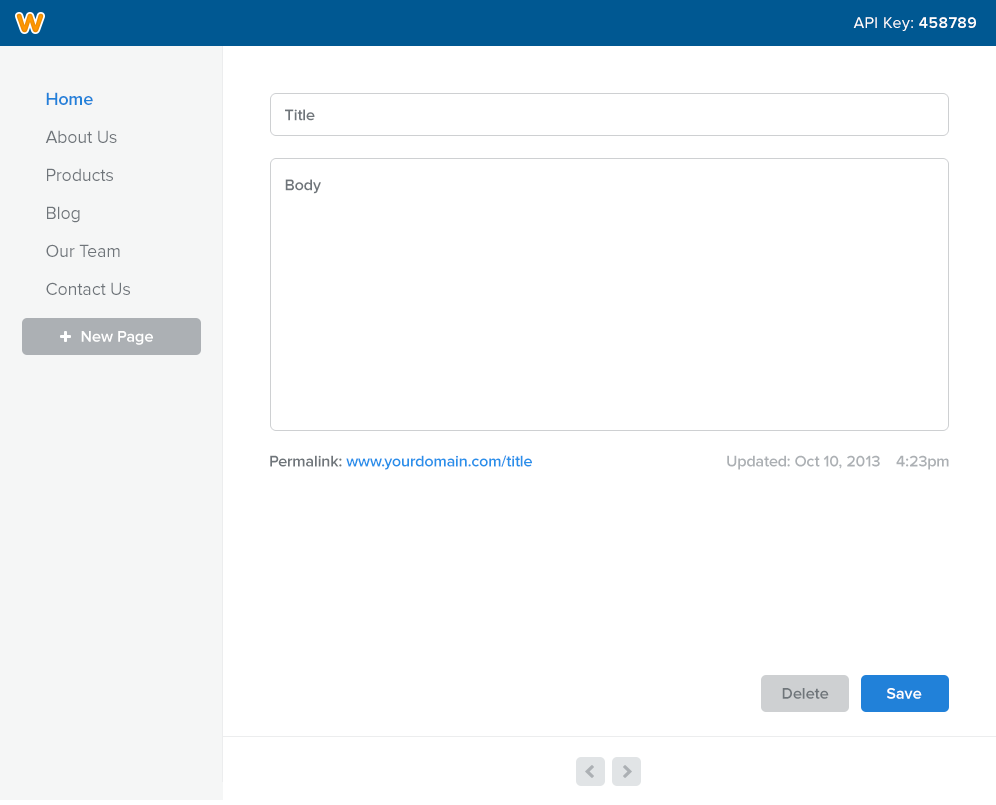 W
API Key: 458789
Home
About Us
Products
Blog
Our Team
Contact Us
+ New Page
Title
Body
Permalink: www.yourdomain.com/title
Updated: Oct 10, 2013 4:23pm
Delete
Save